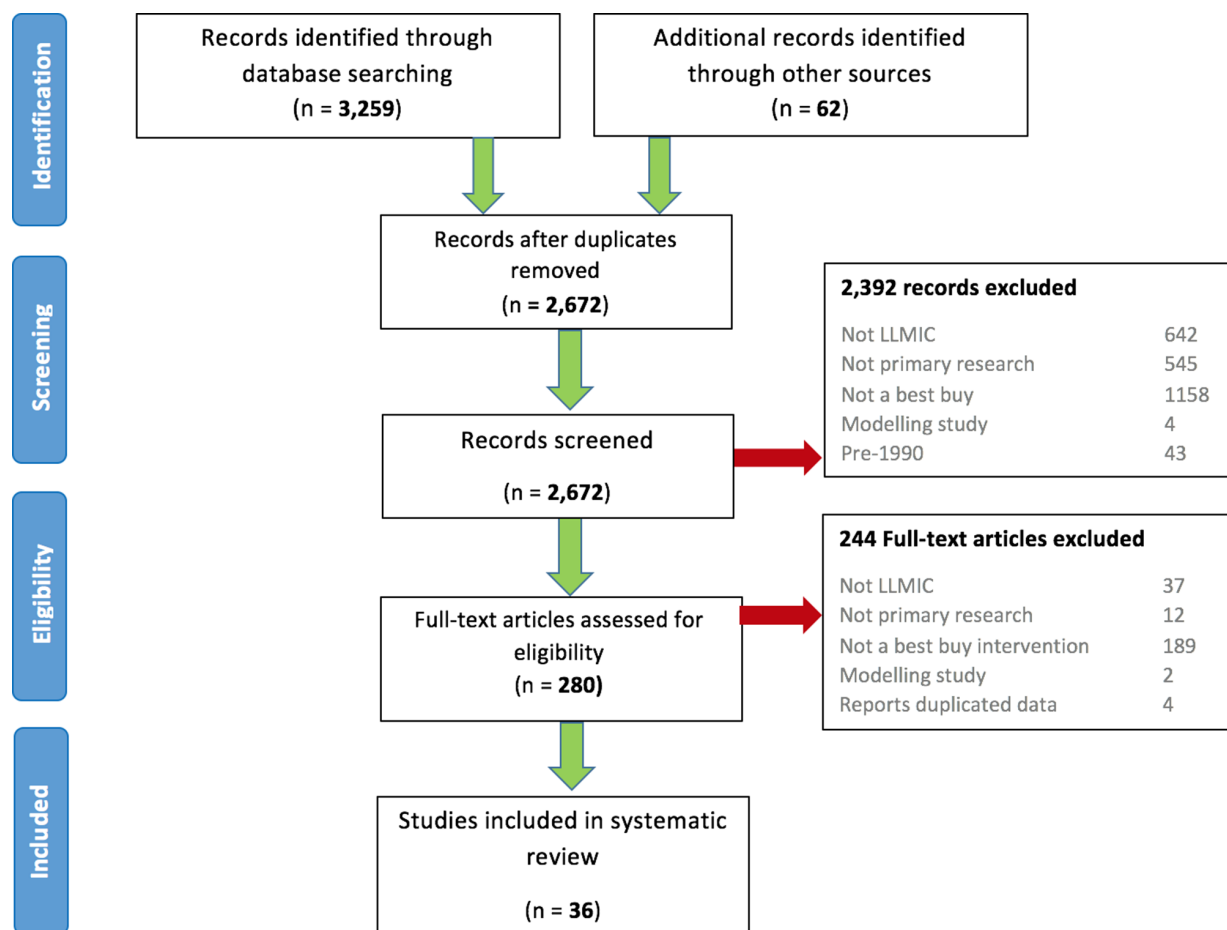 Identification
Records identified through
database searching
(n = 3,259)
Additional records identified
through other sources
(n = 62)
Records after duplicates
removed
(n = 2,672)
Screening
Records screened
(n = 2,672)
2,392 records excluded
Not LLMIC 642
Not primary research 545
Not a best buy 1158
Modelling study 4
Pre-1990 43
Eligibility
Full-text articles assessed for
eligibility
(n = 280)
244 Full-text articles excluded
Not LLMIC 37
Not primary research 12
Not a best buy intervention 189
Modelling study 2
Reports duplicated data 4
Included
Studies included in systematic
review
(n = 36)